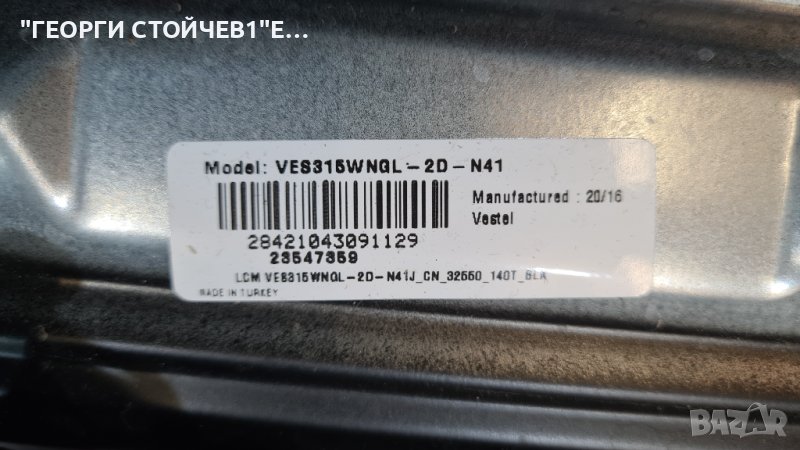 "ГЕОРГИ СТОЙЧЕВ1"Е...
Model: VES315WNGL-2D-N41
Manufactured : 20/16
Vestel
28421043091129
23547359
LCM VES315WNGL-2D-N41J_CN_32550_140T_BLK
MADE IN TURKEY
BAZAR